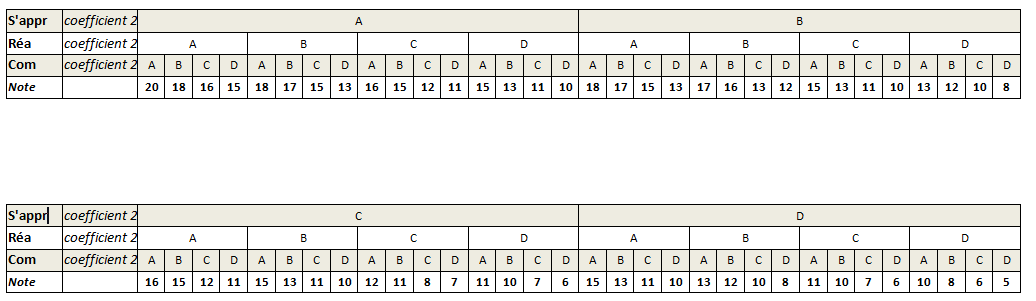 S'appr coefficient 2 A B
Réa coefficient 2 A B C D A B C D
Com coefficient 2 A B C D A B C D A B C D A B C D A B C D A B C D A B C D A B C D
Note 20 18 16 15 18 17 15 13 16 15 12 11 15 13 11 10 18 17 15 13 17 16 13 12 15 13 11 10 13 12 10 8
S'appr coefficient 2 C D
Réa coefficient 2 A B C D A B C D
Com coefficient 2 A B C D A B C D A B C D A B C D A B C D A B C D A B C D A B C D
Note 16 15 12 11 15 13 11 10 12 11 8 7 11 10 7 6 15 13 11 10 13 12 10 8 11 10 7 6 10 8 6 5